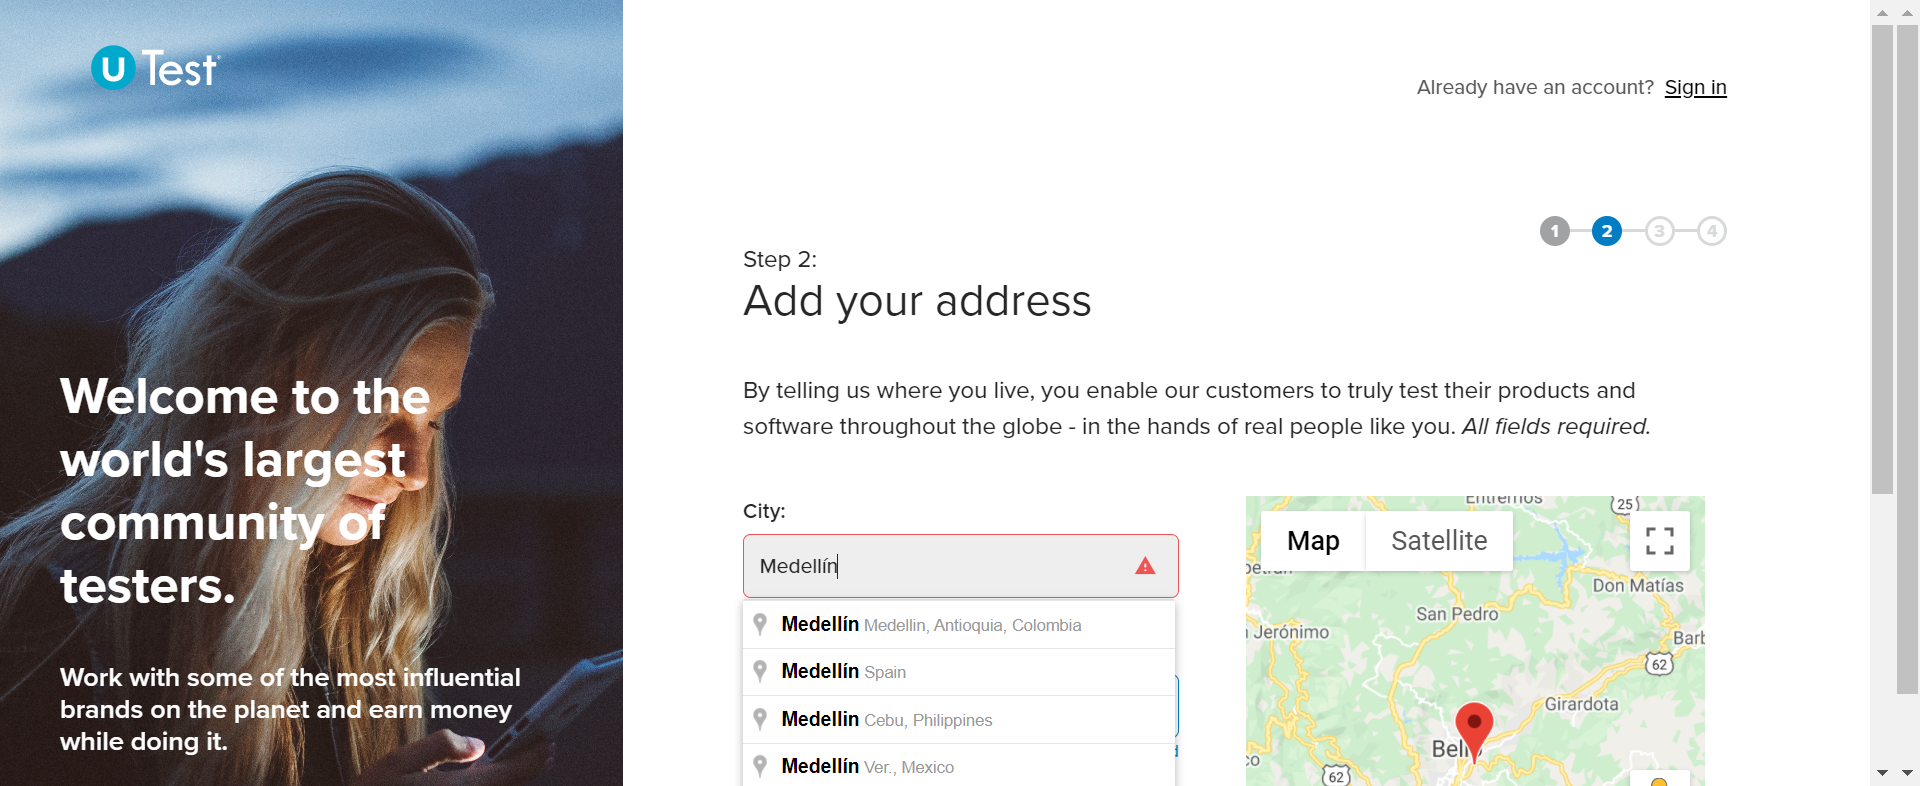 u Test
Already have an account? Sign in
1 2 3 4
Step 2:
Add your address
Welcome to the
world's largest
community of
testers.
Work with some of the most influential
brands on the planet and earn money
while doing it.
By telling us where you live, you enable our customers to truly test their products and
software throughout the globe - in the hands of real people like you. All fields required.
City:
Medellín
Medellín Medellin, Antioquia, Colombia
Medellín Spain
Medellin Cebu, Philippines
Medellín Ver., Mexico
Map Satellite
Entrerríos
25
Don Matías
San Pedro
Jerónimo
62
Girardota
Bello
62